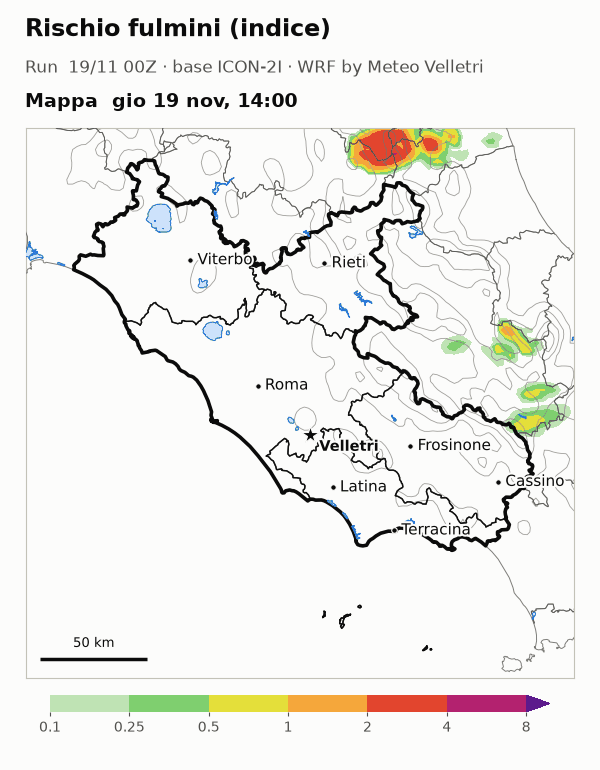 Rischio fulmini (indice)
Run  19/11 00Z · base ICON-2I · WRF by Meteo Velletri
Mappa  gio 19 nov, 14:00
Viterbo
Rieti
Roma
Velletri
Frosinone
Latina
Cassino
Terracina
50 km
0.1 0.25 0.5 1 2 4 8